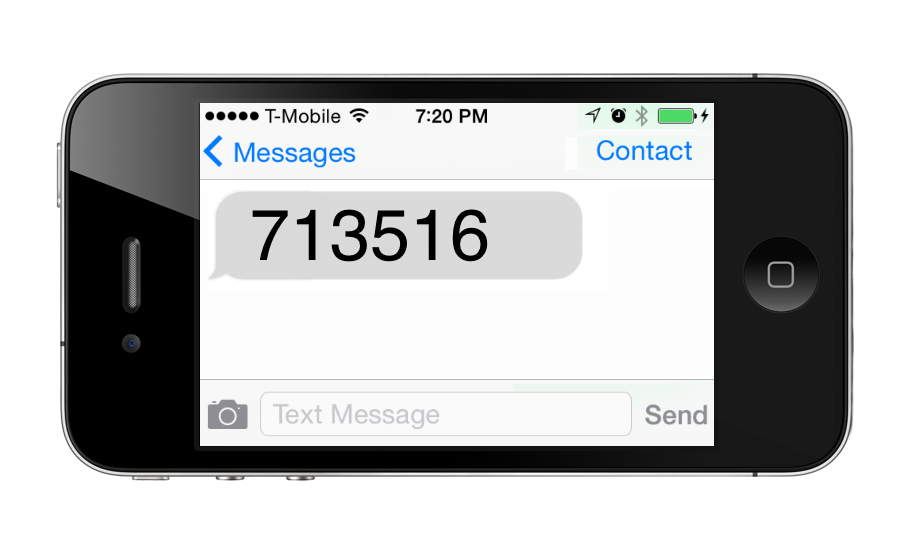 T-Mobile 7:20 PM
Messages Contact
713516
Text Message Send